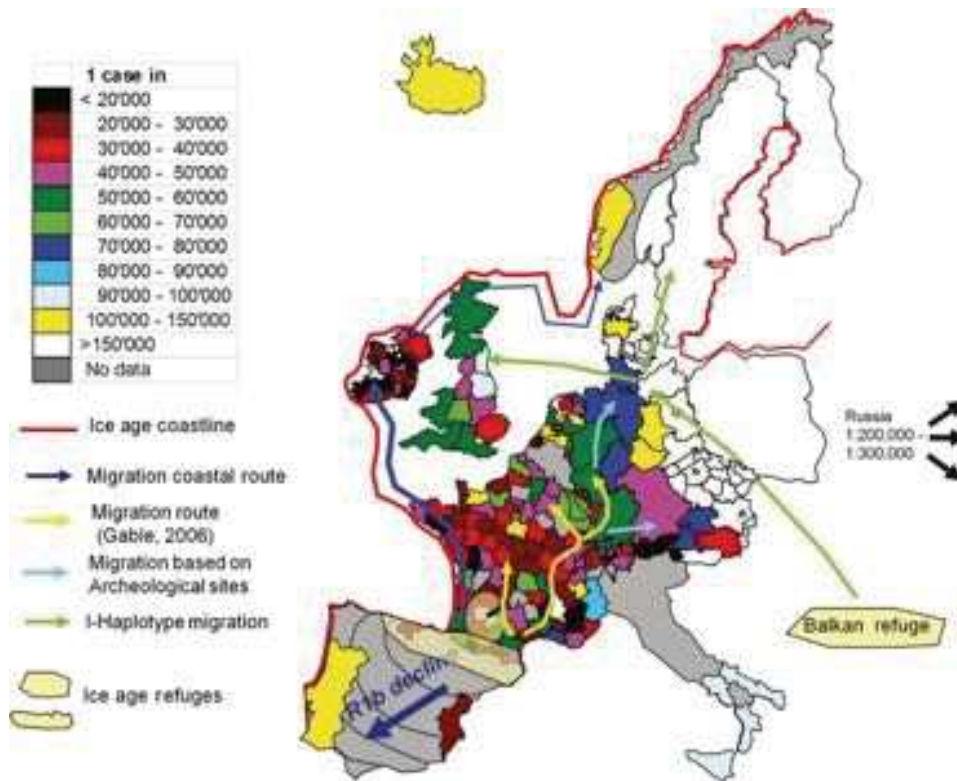 1 case in
< 20'000
20'000 - 30'000
30'000 - 40'000
40'000 - 50'000
50'000 - 60'000
60'000 - 70'000
70'000 - 80'000
80'000 - 90'000
90'000 - 100'000
100'000 - 150'000
>150'000
No data
Ice age coastline
Migration coastal route
Migration route
(Gable, 2006)
Migration based on
Archeological sites
I-Haplotype migration
Ice age refuges
Russia
1:200,000 -
1:300,000
Balkan refuge
R1b decline